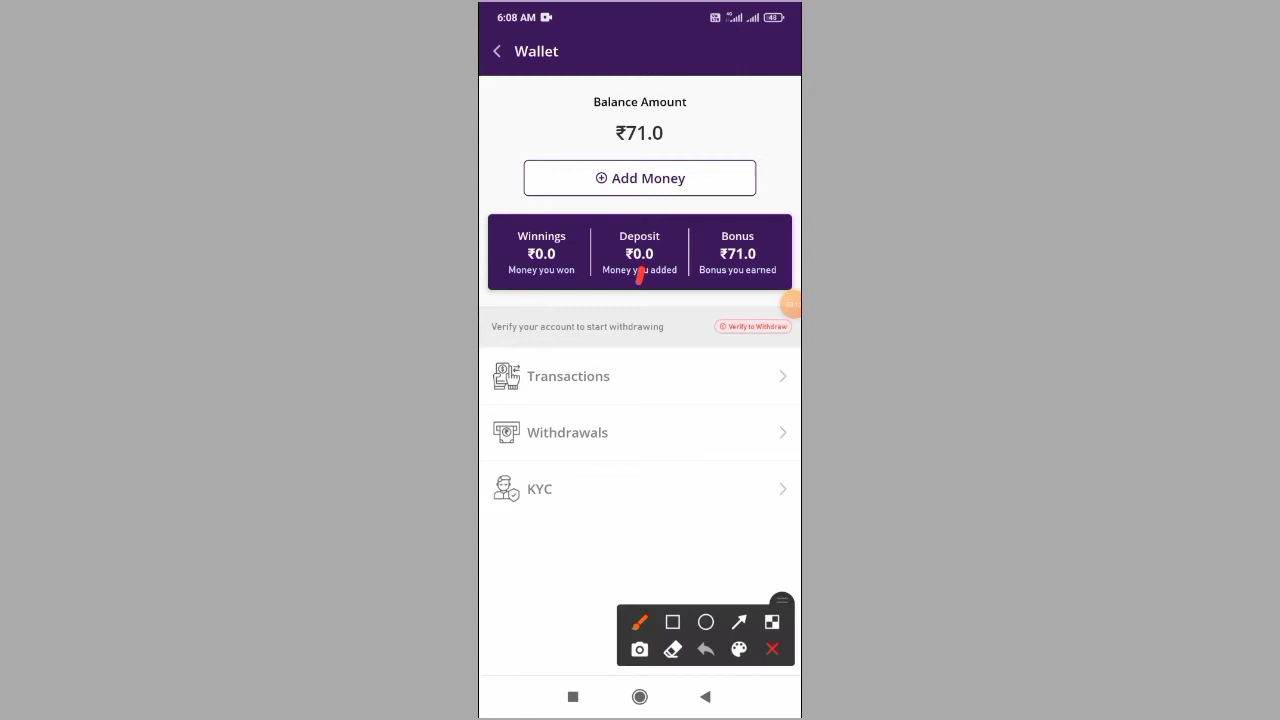 6:08 AM
4G
48
Wallet
Balance Amount
₹71.0
Add Money
Winnings Deposit Bonus
₹0.0 ₹0.0 ₹71.0
Money you won Money you added Bonus you earned
Verify your account to start withdrawing Verify to Withdraw
Transactions
Withdrawals
KYC